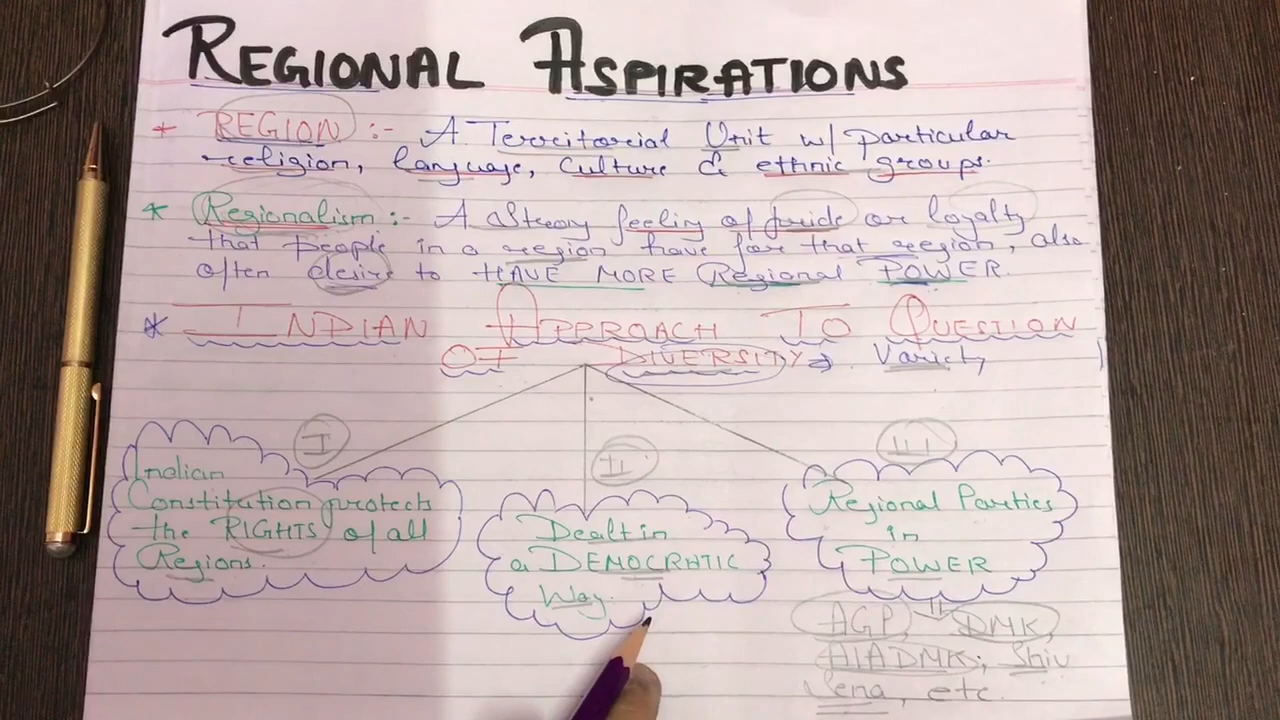 REGIONAL ASPIRATIONS
* REGION :- A Territorial Unit w/ particular
religion, language, culture & ethnic groups.
* Regionalism :- A strong feeling of pride or loyalty
that people in a region have for that region, also
often desire to HAVE MORE Regional POWER.
* INDIAN APPROACH TO QUESTION
OF DIVERSITY → Variety
I
II
III
Indian
Constitution protects
the RIGHTS of all
Regions.
Dealt in
a DEMOCRATIC
Way.
Regional Parties
in
POWER
AGP, DMK,
AIADMK; Shiv
Sena, etc.